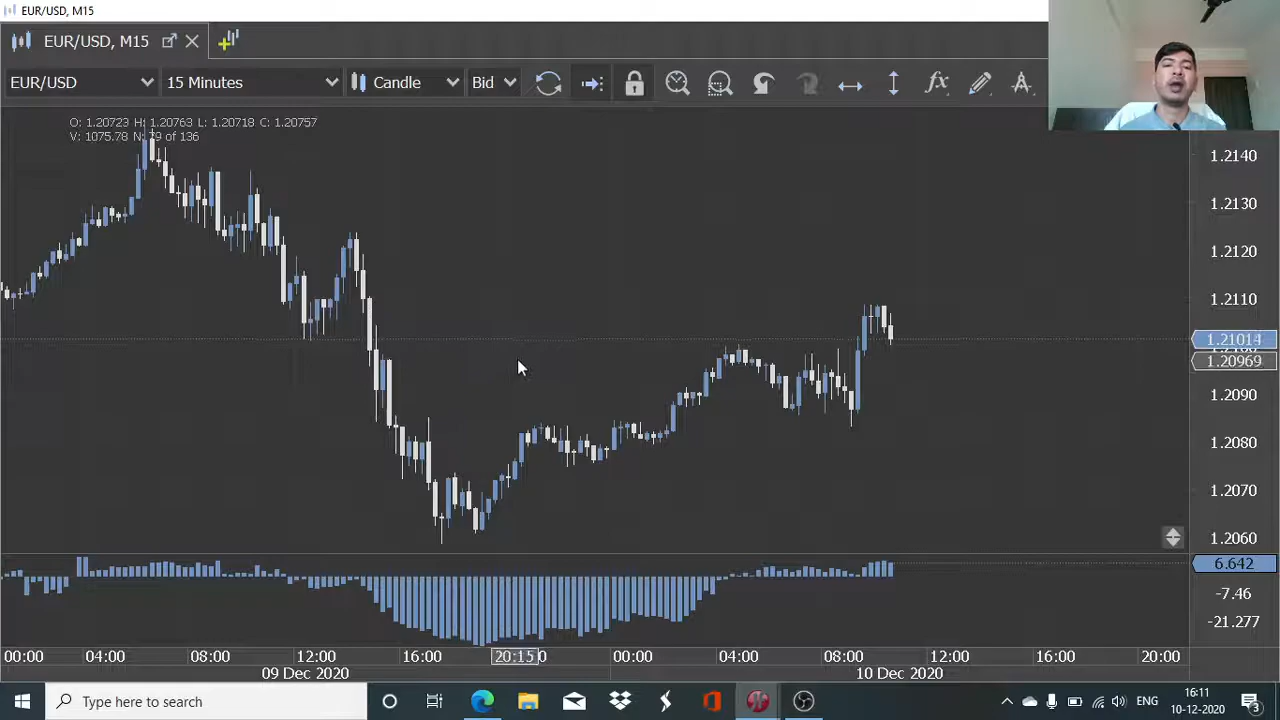 EUR/USD, M15
EUR/USD, M15
EUR/USD 15 Minutes Candle Bid
O: 1.20723 H: 1.20763 L: 1.20718 C: 1.20757
V: 1075.78 N: 79 of 136
1.2140
1.2130
1.2120
1.2110
1.21014
1.20969
1.2090
1.2080
1.2070
1.2060
6.642
-7.46
-21.277
00:00 04:00 08:00 12:00 16:00 20:15 00:00 04:00 08:00 12:00 16:00 20:00
09 Dec 2020 10 Dec 2020
Type here to search
ENG
16:11
10-12-2020
3